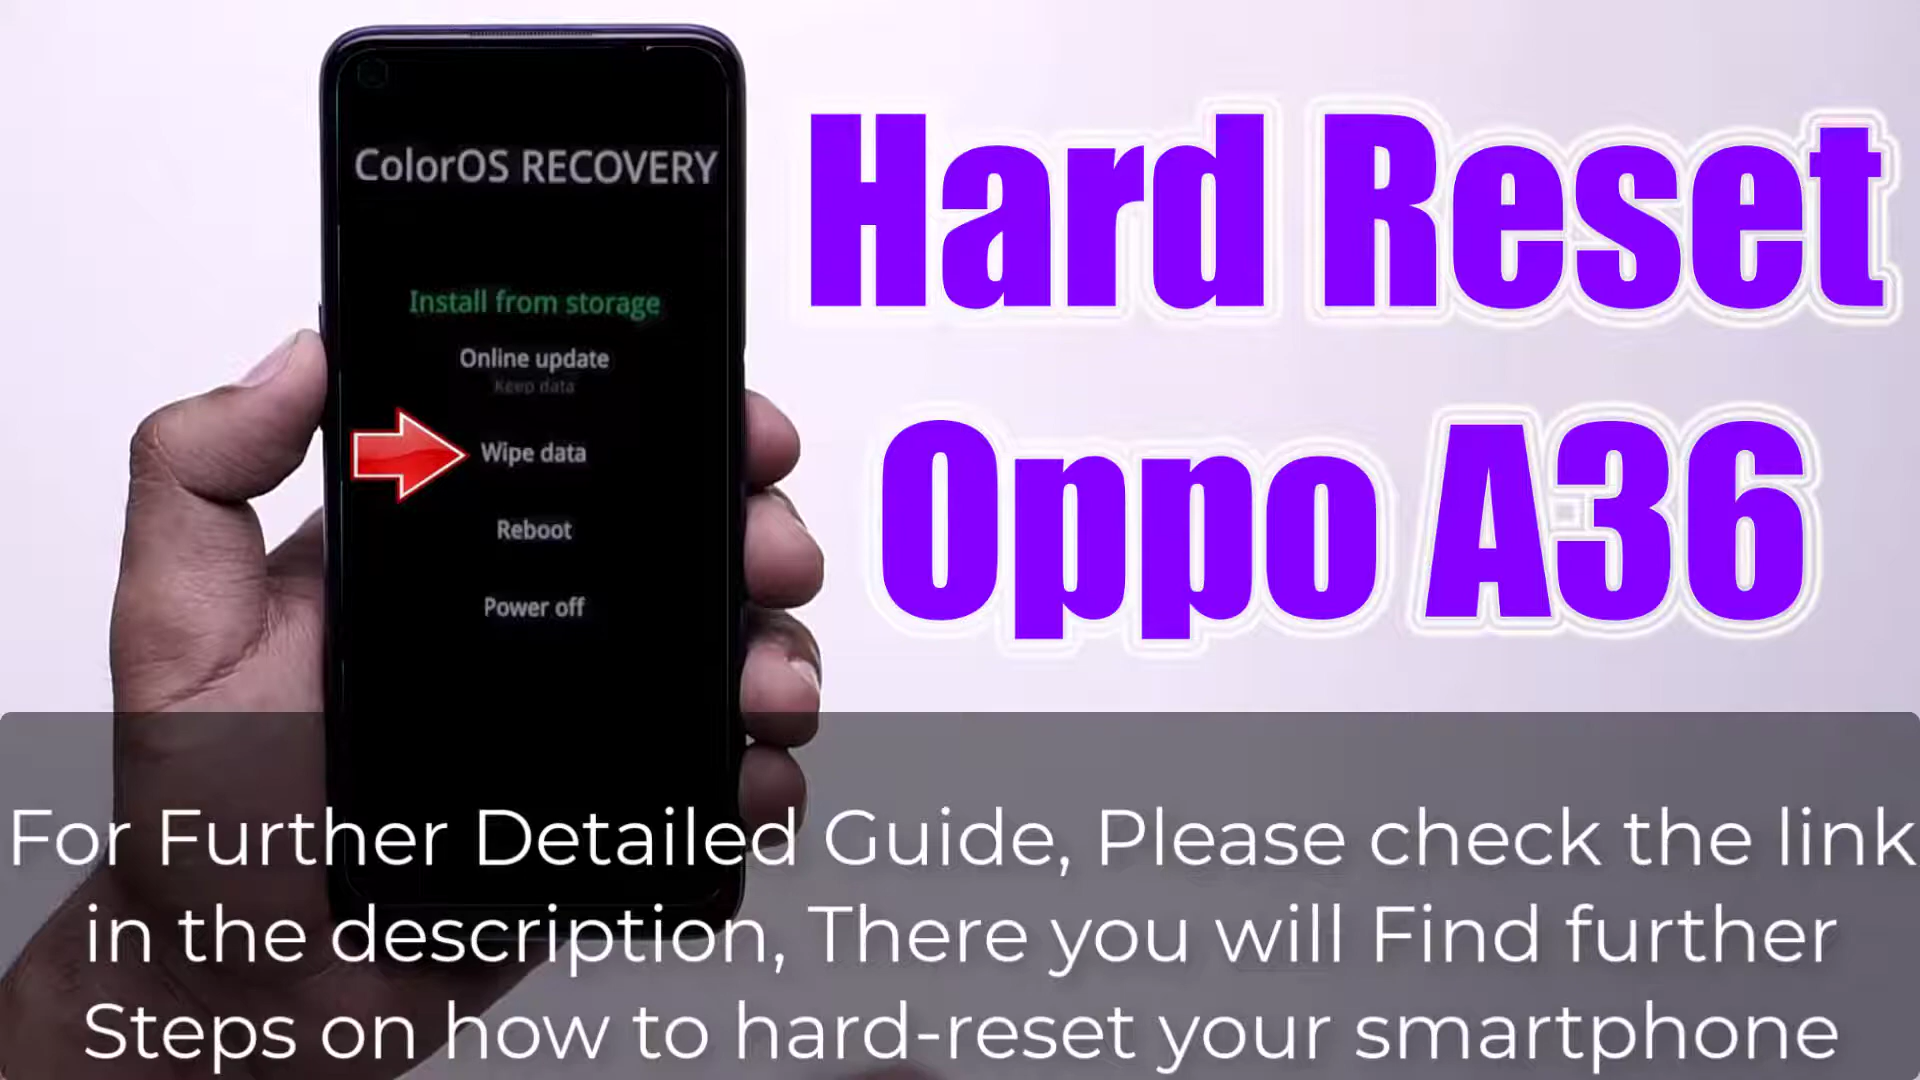 ColorOS RECOVERY
Install from storage
Online update
Keep data
Wipe data
Reboot
Power off
Hard Reset
Oppo A36
For Further Detailed Guide, Please check the link
in the description, There you will Find further
Steps on how to hard-reset your smartphone